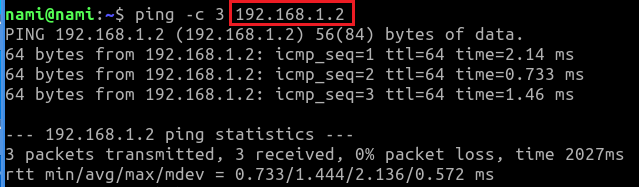 nami@nami:~$ ping -c 3 192.168.1.2
PING 192.168.1.2 (192.168.1.2) 56(84) bytes of data.
64 bytes from 192.168.1.2: icmp_seq=1 ttl=64 time=2.14 ms
64 bytes from 192.168.1.2: icmp_seq=2 ttl=64 time=0.733 ms
64 bytes from 192.168.1.2: icmp_seq=3 ttl=64 time=1.46 ms
--- 192.168.1.2 ping statistics ---
3 packets transmitted, 3 received, 0% packet loss, time 2027ms
rtt min/avg/max/mdev = 0.733/1.444/2.136/0.572 ms